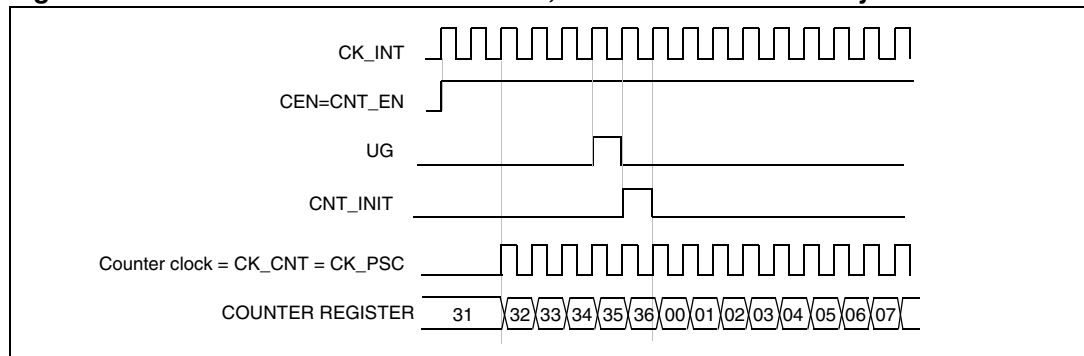 CK_INT
CEN=CNT_EN
UG
CNT_INIT
Counter clock = CK_CNT = CK_PSC
COUNTER REGISTER 31 32 33 34 35 36 00 01 02 03 04 05 06 07